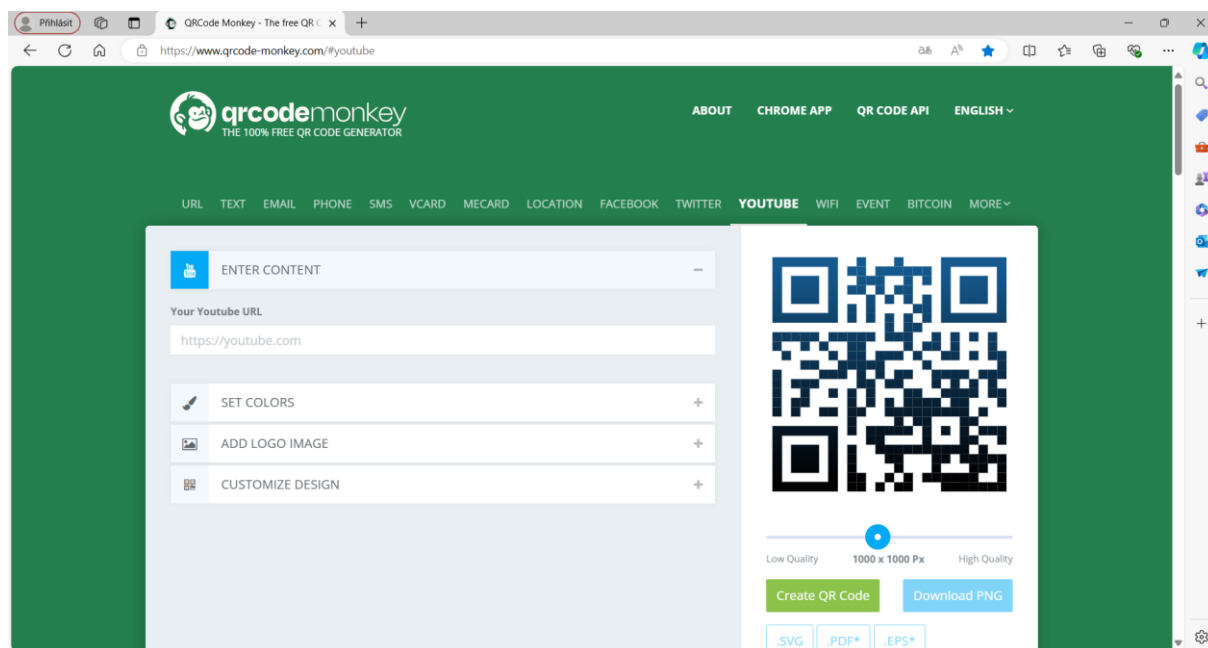 Přihlásit
QRCode Monkey - The free QR C
https://www.qrcode-monkey.com/#youtube
qrcodemonkey
THE 100% FREE QR CODE GENERATOR
ABOUT CHROME APP QR CODE API ENGLISH
URL TEXT EMAIL PHONE SMS VCARD MECARD LOCATION FACEBOOK TWITTER YOUTUBE WIFI EVENT BITCOIN MORE
ENTER CONTENT
Your Youtube URL
https://youtube.com
SET COLORS
ADD LOGO IMAGE
CUSTOMIZE DESIGN
Low Quality 1000 x 1000 Px High Quality
Create QR Code Download PNG
.SVG .PDF* .EPS*